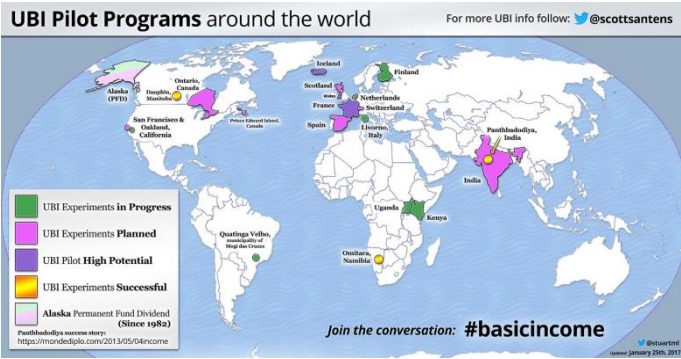 UBI Pilot Programs around the world
For more UBI info follow: @scottsantens
Iceland
Finland
Scotland
Wales
Netherlands
France
Switzerland
Spain
Livorno,
Italy
Alaska
(PFD)
Dauphin,
Manitoba
Ontario,
Canada
Prince Edward Island,
Canada
San Francisco &
Oakland,
California
Panthbadodiya,
India
India
Uganda
Kenya
Quatinga Velho,
municipality of
Mogi das Cruzes
Omitara,
Namibia
UBI Experiments in Progress
UBI Experiments Planned
UBI Pilot High Potential
UBI Experiments Successful
Alaska Permanent Fund Dividend
(Since 1982)
Panthbadodiya success story:
https://mondediplo.com/2013/05/04income
Join the conversation: #basicincome
@stuartml
Updated: January 25th, 2017